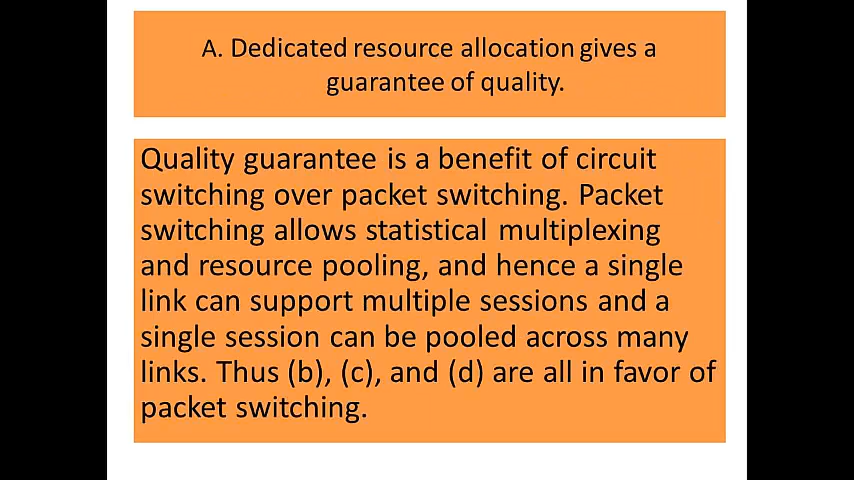 A. Dedicated resource allocation gives a
guarantee of quality.
Quality guarantee is a benefit of circuit
switching over packet switching. Packet
switching allows statistical multiplexing
and resource pooling, and hence a single
link can support multiple sessions and a
single session can be pooled across many
links. Thus (b), (c), and (d) are all in favor of
packet switching.